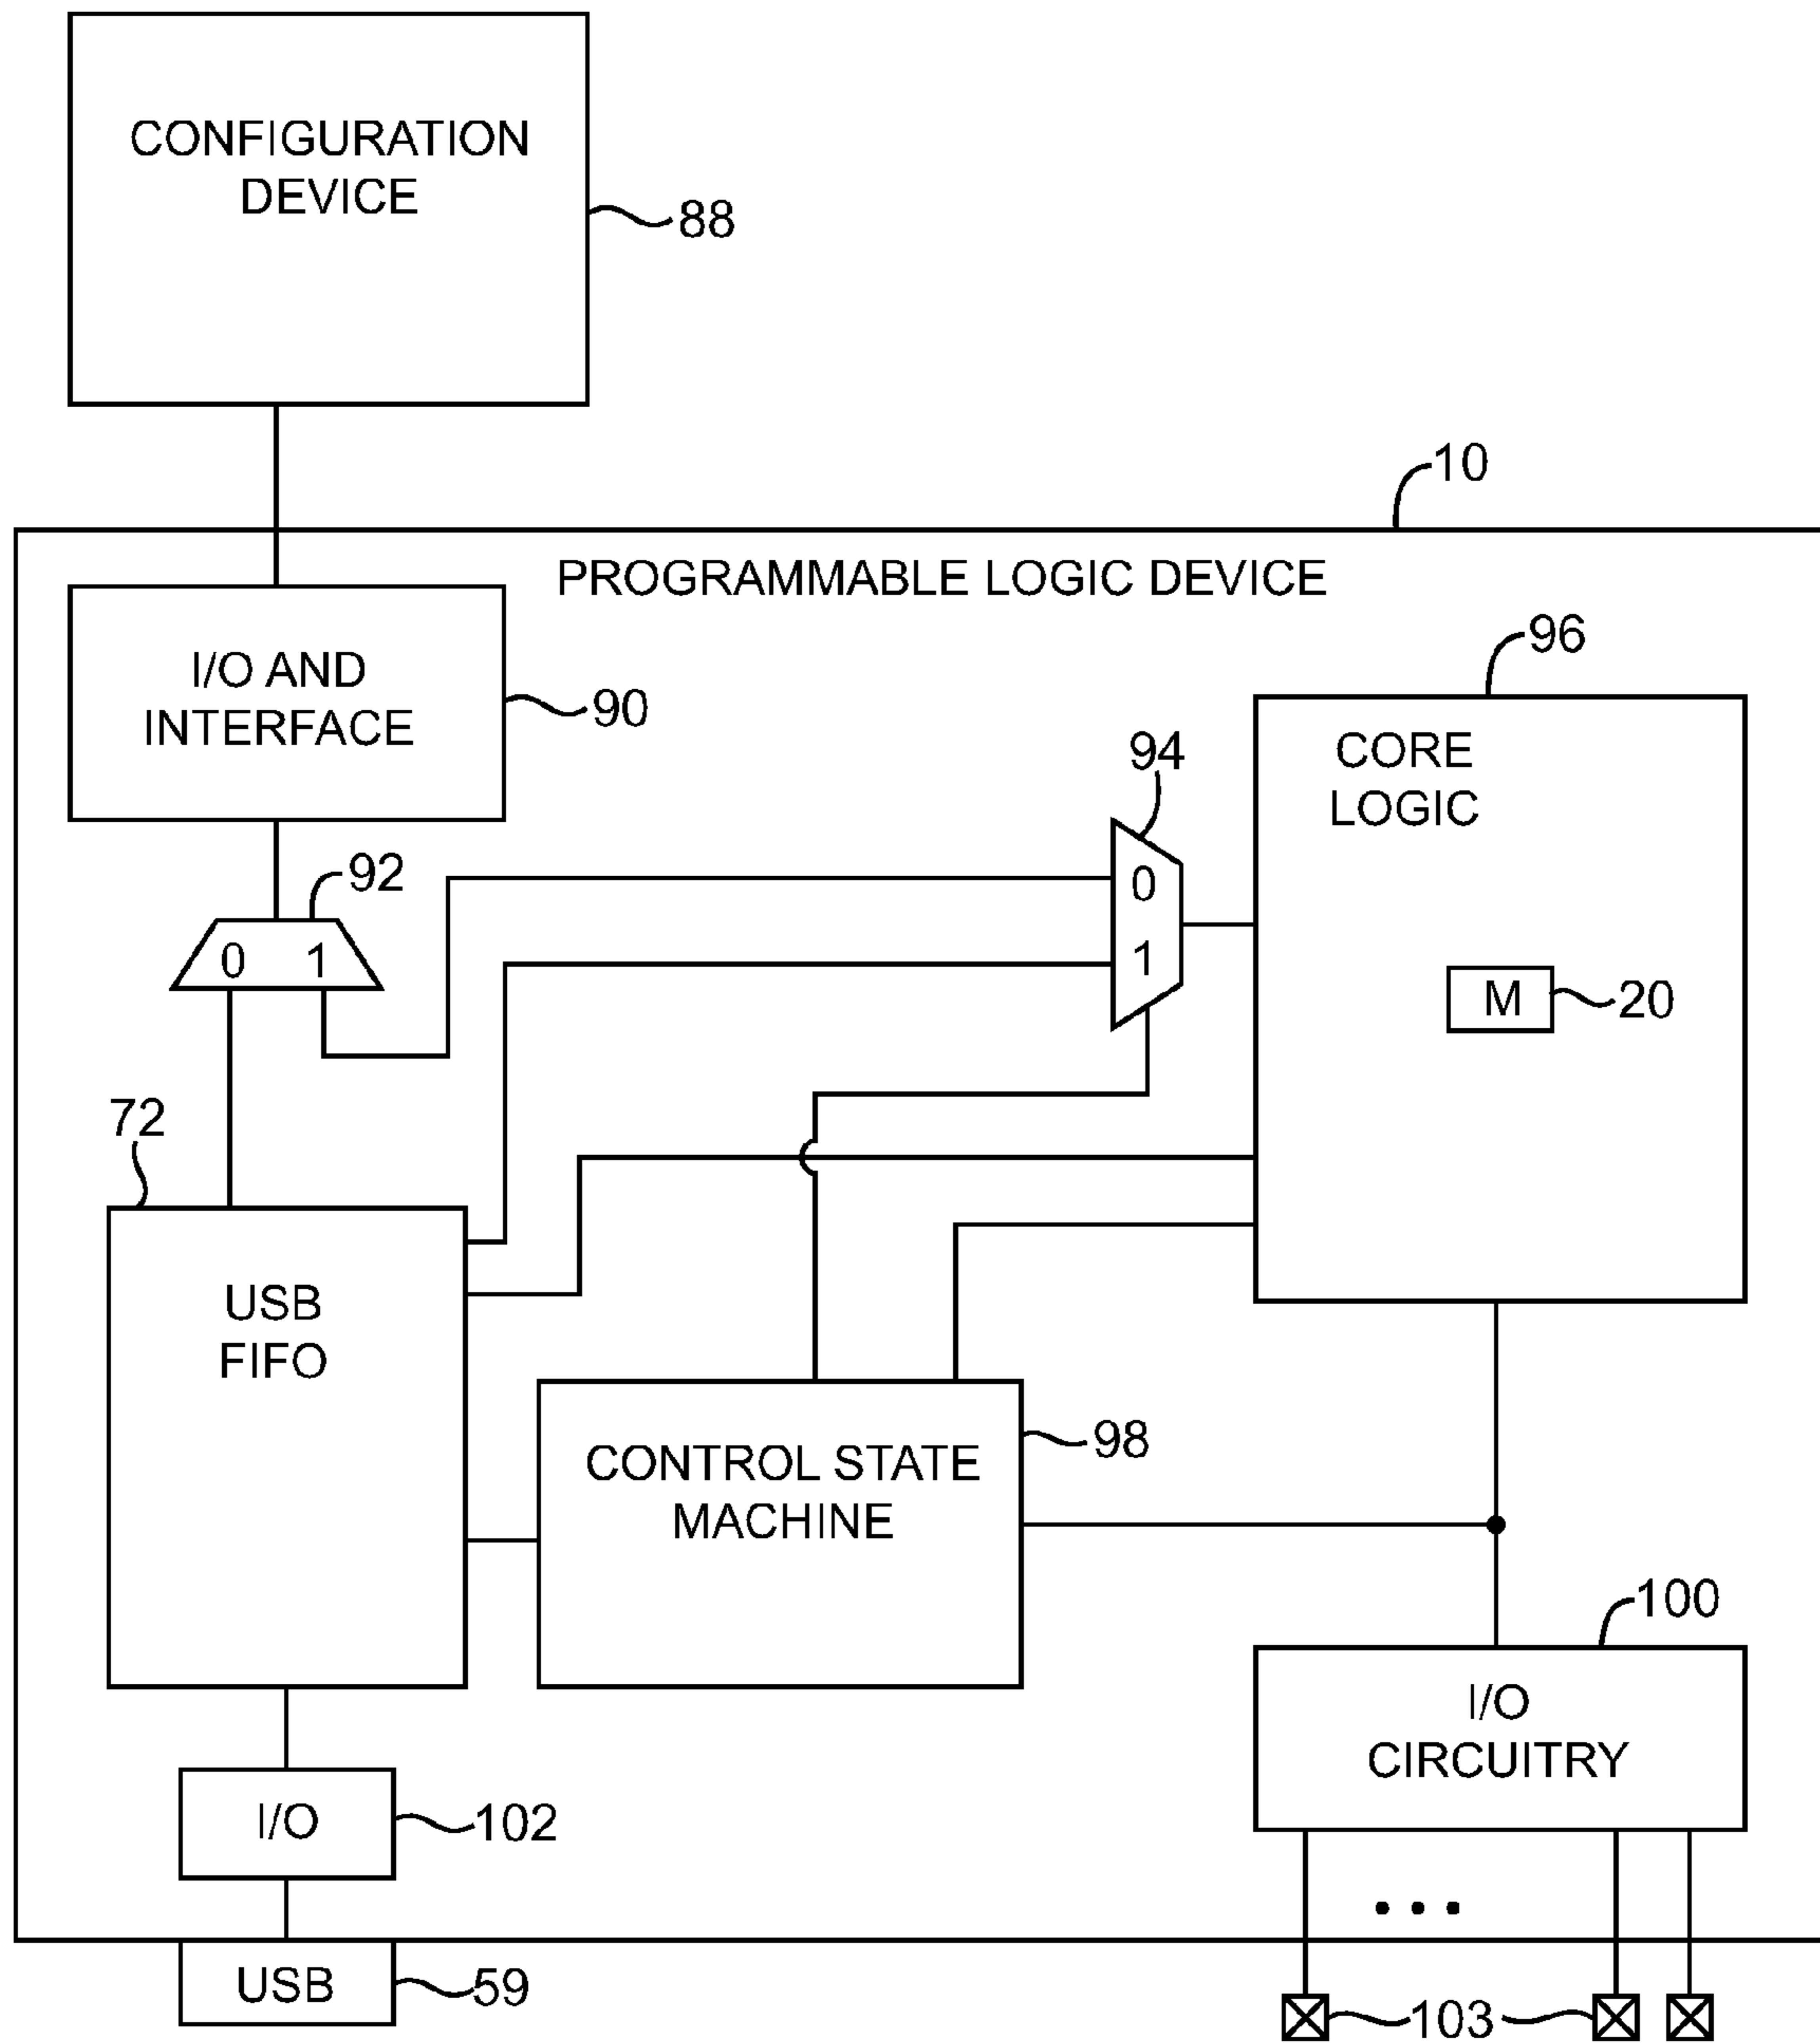 CONFIGURATION
DEVICE
88
10
PROGRAMMABLE LOGIC DEVICE
I/O AND
INTERFACE
90
96
CORE
LOGIC
94
0
1
92
0 1
M
20
72
USB
FIFO
CONTROL STATE
MACHINE
98
100
I/O
CIRCUITRY
I/O
102
USB
59
103